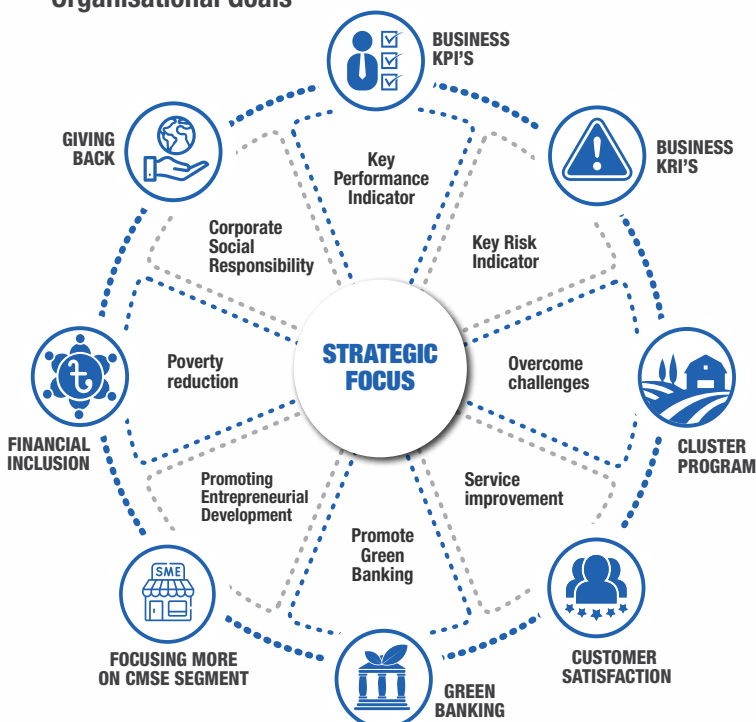 Organisational Goals
BUSINESS
KPI'S
BUSINESS
KRI'S
GIVING
BACK
Key
Performance
Indicator
Corporate
Social
Responsibility
Key Risk
Indicator
STRATEGIC
FOCUS
Poverty
reduction
Overcome
challenges
FINANCIAL
INCLUSION
CLUSTER
PROGRAM
Promoting
Entrepreneurial
Development
Service
improvement
Promote
Green
Banking
SME
FOCUSING MORE
ON CMSE SEGMENT
CUSTOMER
SATISFACTION
GREEN
BANKING
৳